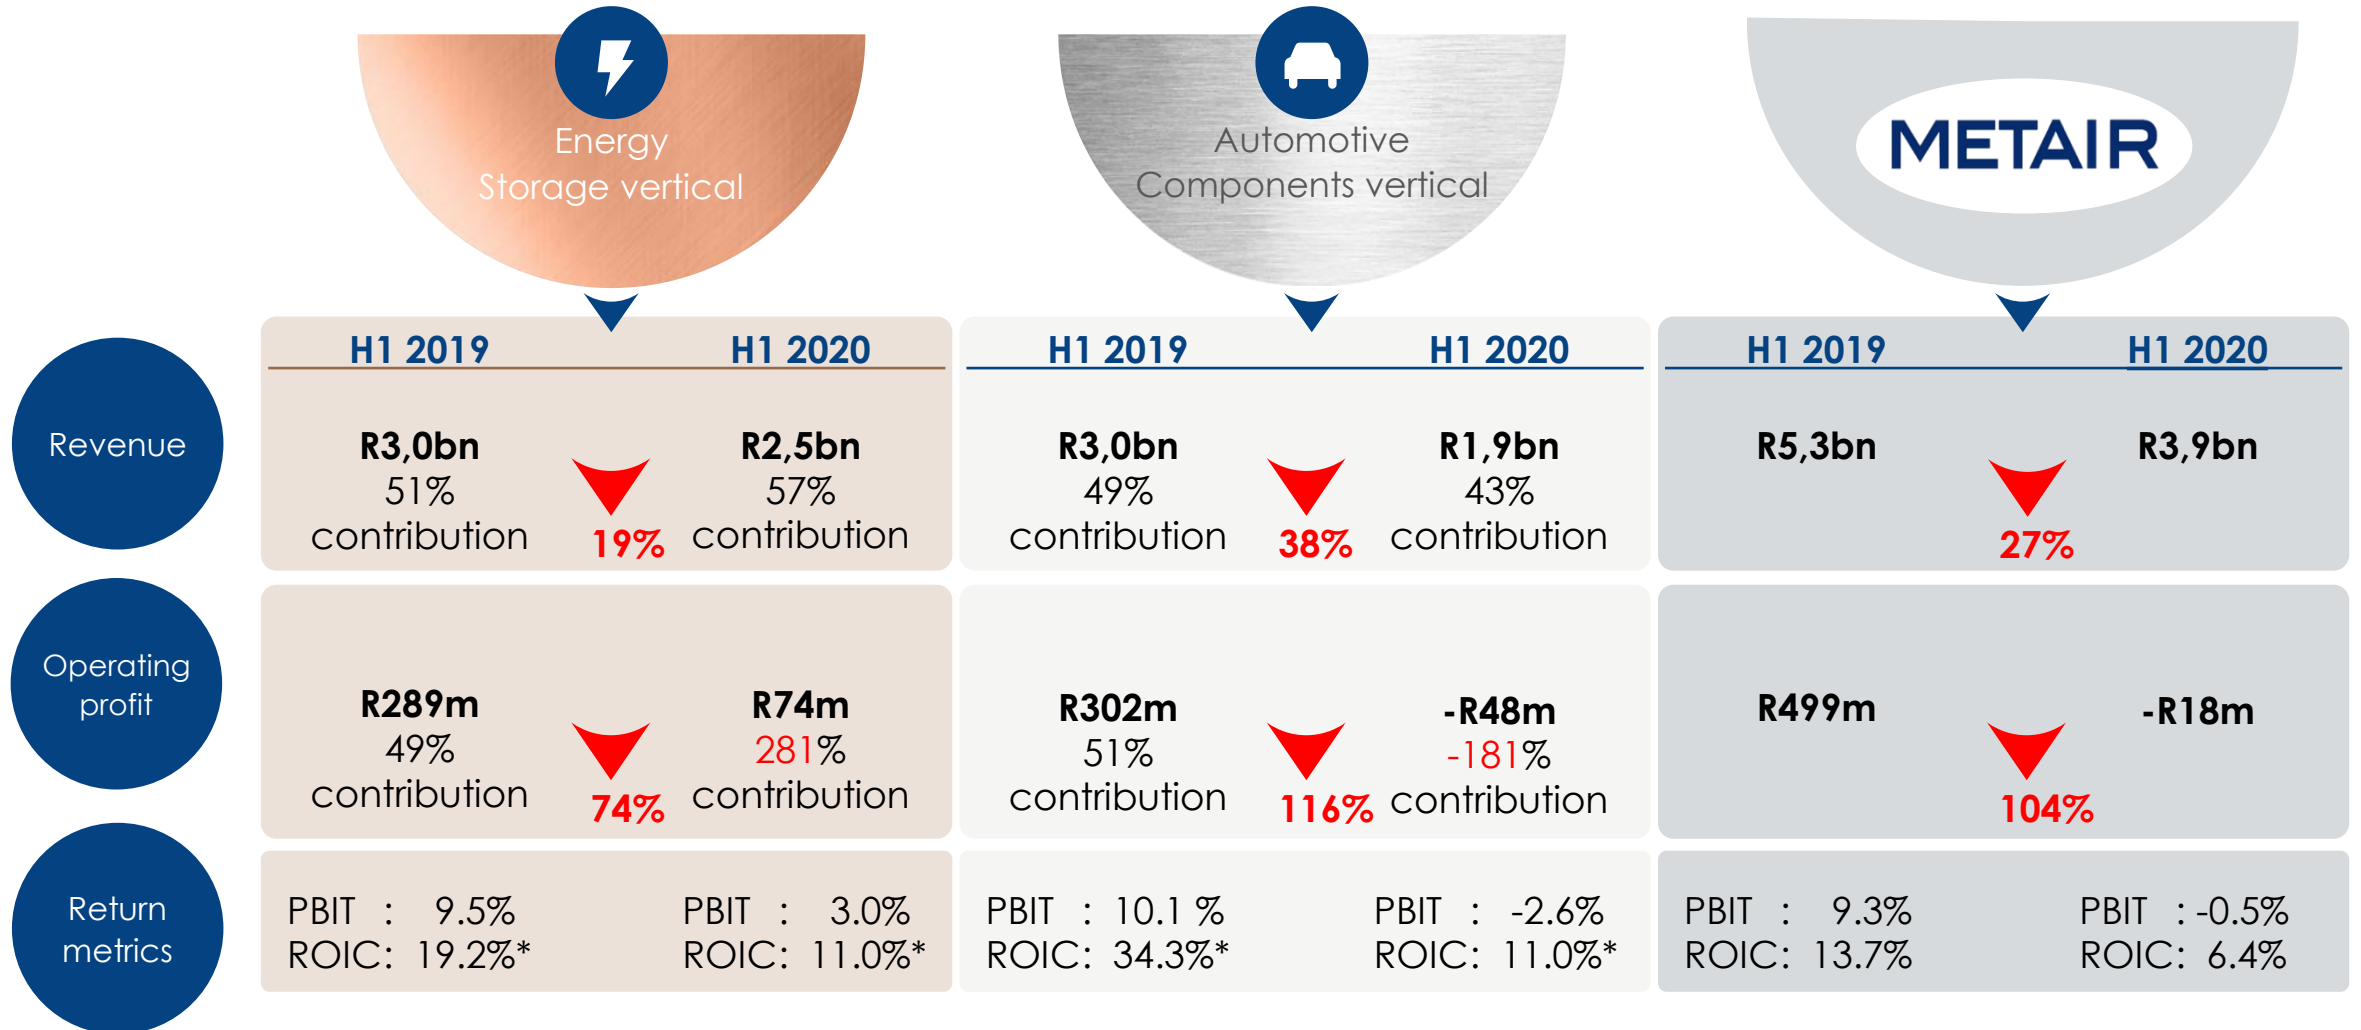 Energy
Storage vertical
Automotive
Components vertical
METAIR
H1 2019
H1 2020
H1 2019
H1 2020
H1 2019
H1 2020
Revenue
R3,0bn
51%
contribution
19%
R2,5bn
57%
contribution
R3,0bn
49%
contribution
38%
R1,9bn
43%
contribution
R5,3bn
27%
R3,9bn
Operating
profit
R289m
49%
contribution
74%
R74m
281%
contribution
R302m
51%
contribution
116%
-R48m
-181%
contribution
R499m
104%
-R18m
Return
metrics
PBIT : 9.5%
ROIC: 19.2%*
PBIT : 3.0%
ROIC: 11.0%*
PBIT : 10.1 %
ROIC: 34.3%*
PBIT : -2.6%
ROIC: 11.0%*
PBIT : 9.3%
ROIC: 13.7%
PBIT : -0.5%
ROIC: 6.4%